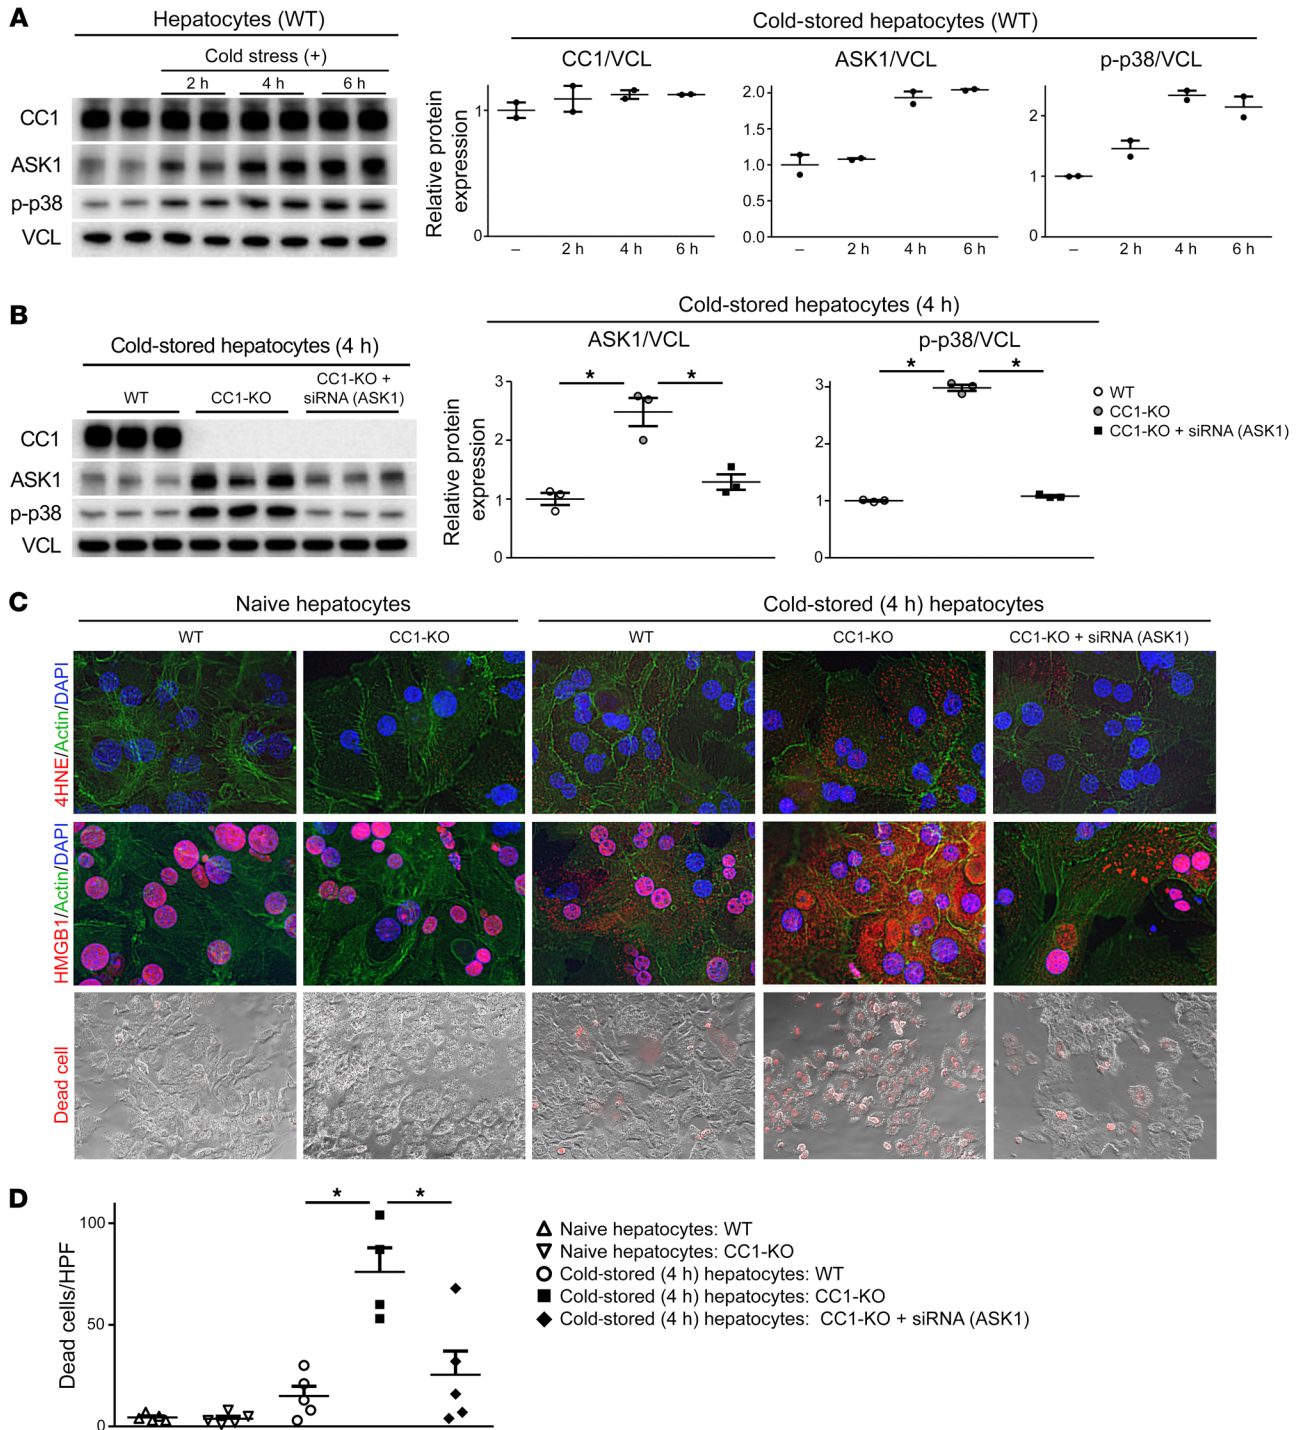 A
Hepatocytes (WT)
Cold stress (+)
2 h 4 h 6 h
CC1
ASK1
p-p38
VCL
Cold-stored hepatocytes (WT)
CC1/VCL ASK1/VCL p-p38/VCL
Relative protein
expression
1
0
– 2 h 4 h 6 h
2.0
1.5
1.0
0.5
0.0
– 2 h 4 h 6 h
2
1
0
– 2 h 4 h 6 h
B
Cold-stored hepatocytes (4 h)
WT CC1-KO CC1-KO +
siRNA (ASK1)
CC1
ASK1
p-p38
VCL
Cold-stored hepatocytes (4 h)
ASK1/VCL p-p38/VCL
Relative protein
expression
3
2
1
0
* *
3
2
1
0
* *
WT
CC1-KO
CC1-KO + siRNA (ASK1)
C
Naive hepatocytes Cold-stored (4 h) hepatocytes
WT CC1-KO WT CC1-KO CC1-KO + siRNA (ASK1)
4HNE/Actin/DAPI
HMGB1/Actin/DAPI
Dead cell
D
Dead cells/HPF
100
50
0
* *
Naive hepatocytes: WT
Naive hepatocytes: CC1-KO
Cold-stored (4 h) hepatocytes: WT
Cold-stored (4 h) hepatocytes: CC1-KO
Cold-stored (4 h) hepatocytes: CC1-KO + siRNA (ASK1)